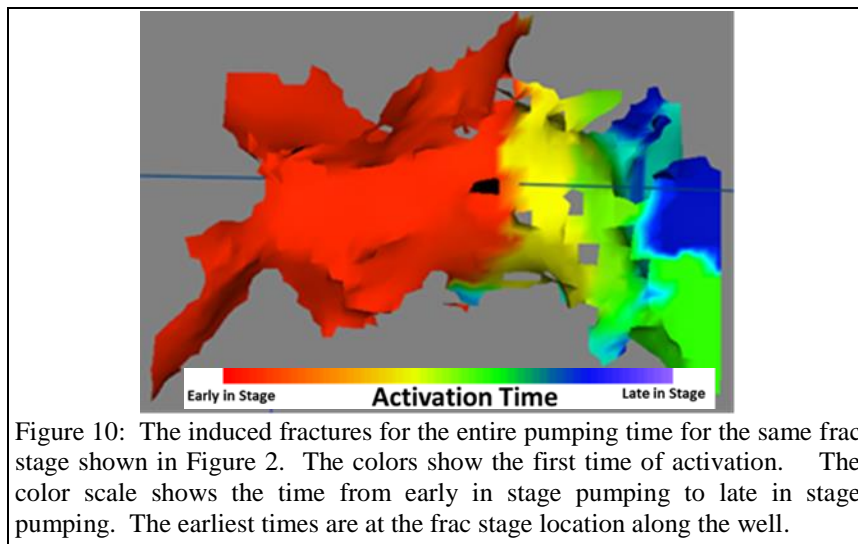 Early in Stage Activation Time Late in Stage
Figure 10: The induced fractures for the entire pumping time for the same frac
stage shown in Figure 2. The colors show the first time of activation. The
color scale shows the time from early in stage pumping to late in stage
pumping. The earliest times are at the frac stage location along the well.